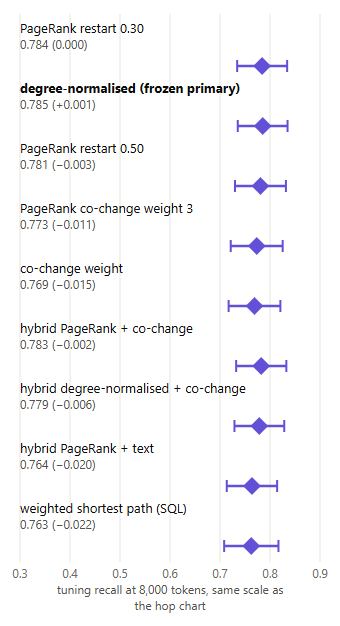 PageRank restart 0.30
0.784 (0.000)
degree-normalised (frozen primary)
0.785 (+0.001)
PageRank restart 0.50
0.781 (−0.003)
PageRank co-change weight 3
0.773 (−0.011)
co-change weight
0.769 (−0.015)
hybrid PageRank + co-change
0.783 (−0.002)
hybrid degree-normalised + co-change
0.779 (−0.006)
hybrid PageRank + text
0.764 (−0.020)
weighted shortest path (SQL)
0.763 (−0.022)
0.3 0.4 0.5 0.6 0.7 0.8 0.9
tuning recall at 8,000 tokens, same scale as
the hop chart